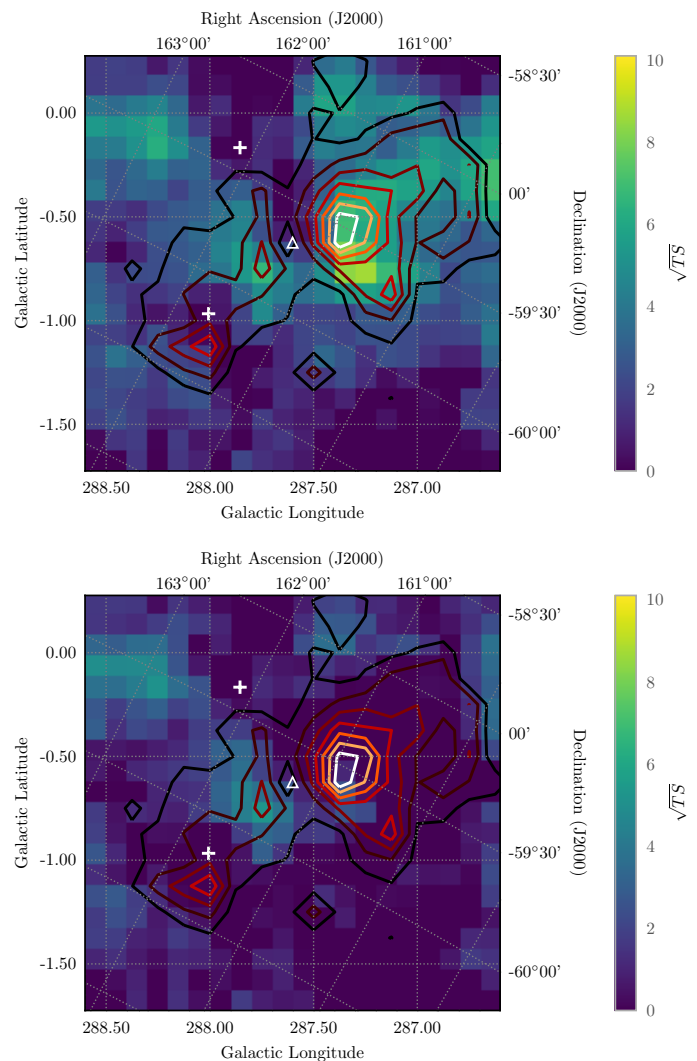 Right Ascension (J2000)
163°00' 162°00' 161°00'
0.00
-0.50
-1.00
-1.50
Galactic Latitude
288.50 288.00 287.50 287.00
Galactic Longitude
-58°30'
00'
-59°30'
-60°00'
Declination (J2000)
10
8
6
4
2
0
√TS
Right Ascension (J2000)
163°00' 162°00' 161°00'
0.00
-0.50
-1.00
-1.50
Galactic Latitude
288.50 288.00 287.50 287.00
Galactic Longitude
-58°30'
00'
-59°30'
-60°00'
Declination (J2000)
10
8
6
4
2
0
√TS